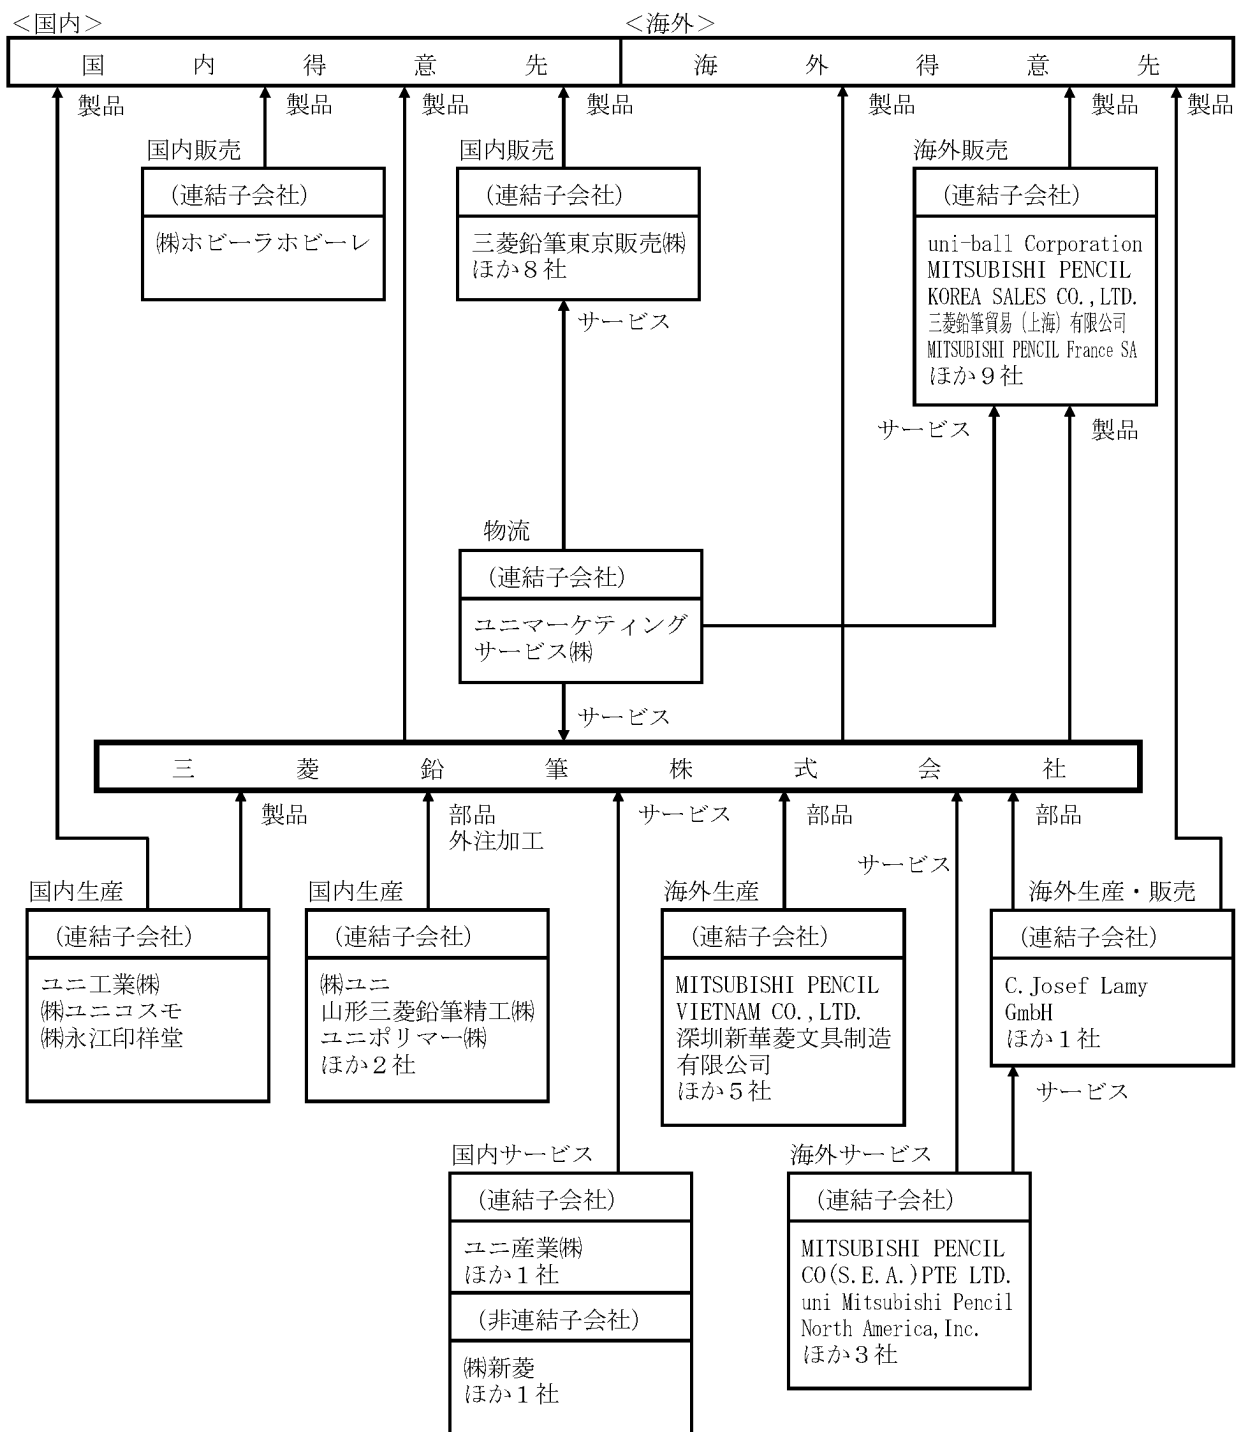 ＜国内＞
＜海外＞
国内得意先
海外得意先
製品
製品
製品
製品
製品
製品
製品
国内販売
(連結子会社)
㈱ホビーラホビーレ
国内販売
(連結子会社)
三菱鉛筆東京販売㈱
ほか８社
サービス
海外販売
(連結子会社)
uni-ball Corporation
MITSUBISHI PENCIL
KOREA SALES CO.,LTD.
三菱鉛筆貿易（上海）有限公司
MITSUBISHI PENCIL France SA
ほか９社
サービス
製品
物流
(連結子会社)
ユニマーケティング
サービス㈱
サービス
三菱鉛筆株式会社
製品
部品
外注加工
サービス
部品
サービス
部品
国内生産
(連結子会社)
ユニ工業㈱
㈱ユニコスモ
㈱永江印祥堂
国内生産
(連結子会社)
㈱ユニ
山形三菱鉛筆精工㈱
ユニポリマー㈱
ほか２社
海外生産
(連結子会社)
MITSUBISHI PENCIL
VIETNAM CO.,LTD.
深圳新華菱文具制造
有限公司
ほか５社
海外生産・販売
(連結子会社)
C.Josef Lamy
GmbH
ほか１社
サービス
国内サービス
(連結子会社)
ユニ産業㈱
ほか１社
(非連結子会社)
㈱新菱
ほか１社
海外サービス
(連結子会社)
MITSUBISHI PENCIL
CO(S.E.A.)PTE LTD.
uni Mitsubishi Pencil
North America,Inc.
ほか３社